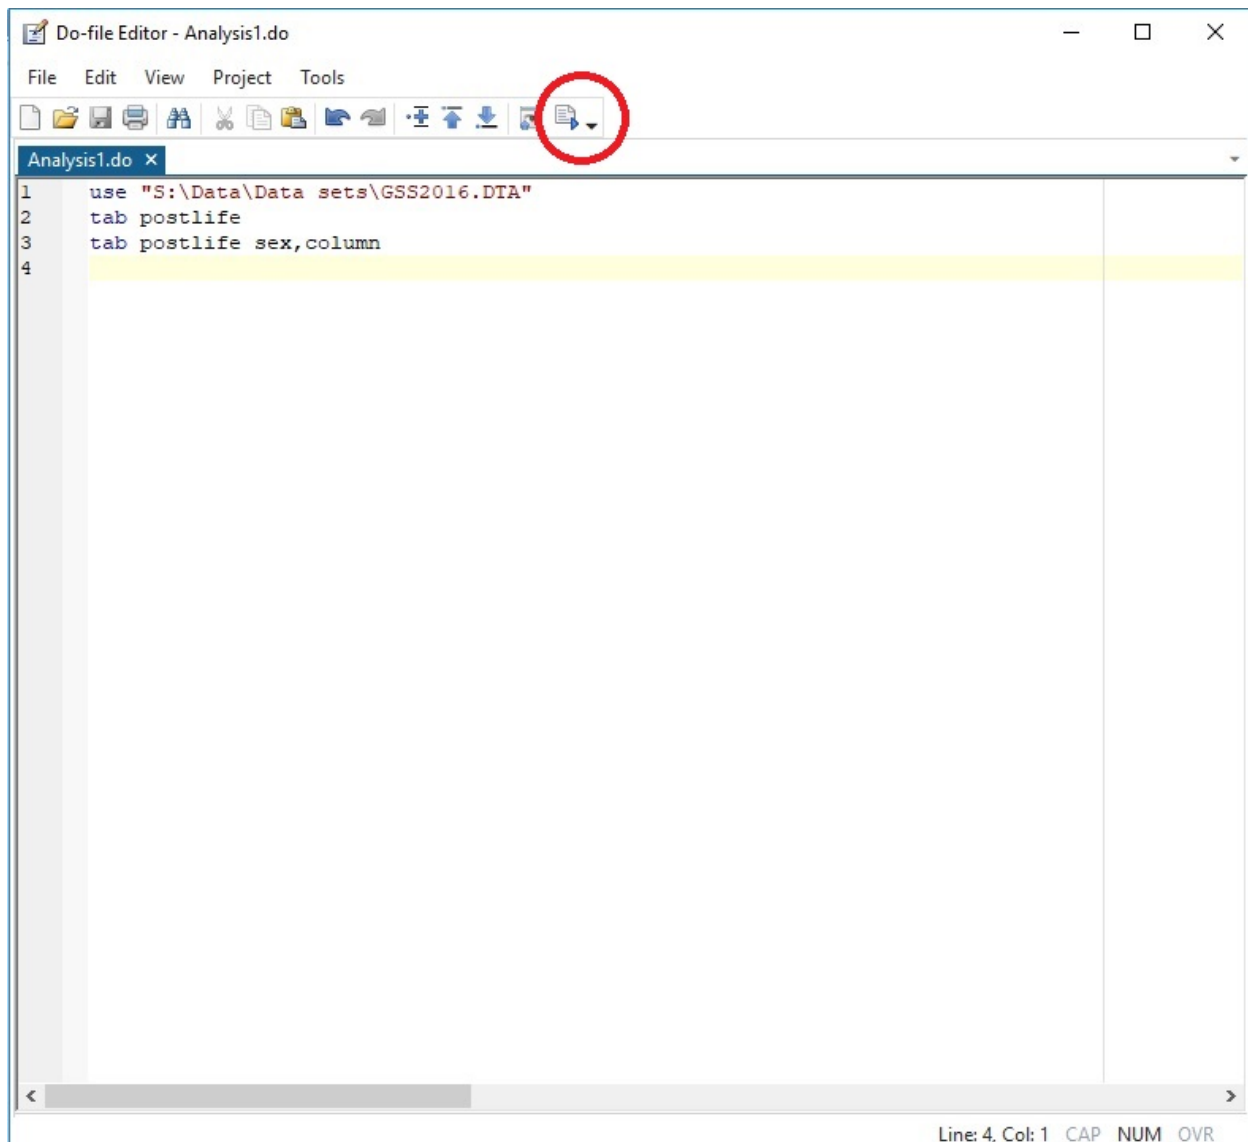 Do-file Editor - Analysis1.do
File Edit View Project Tools
Analysis1.do ×
1 use "S:\Data\Data sets\GSS2016.DTA"
2 tab postlife
3 tab postlife sex,column
4
Line: 4, Col: 1 CAP NUM OVR